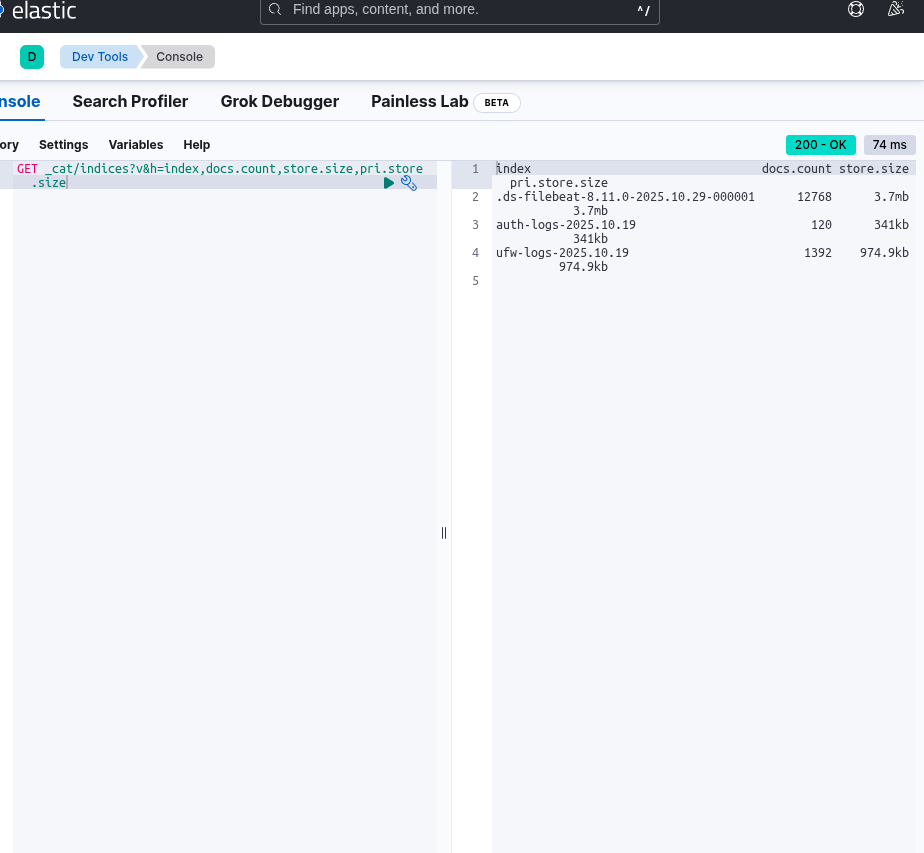 elastic
Find apps, content, and more.
^ /
D
Dev Tools
Console
nsole
Search Profiler
Grok Debugger
Painless Lab
BETA
ory
Settings
Variables
Help
200 - OK
74 ms
GET _cat/indices?v&h=index,docs.count,store.size,pri.store
.size
1 index docs.count store.size
pri.store.size
2 .ds-filebeat-8.11.0-2025.10.29-000001 12768 3.7mb
3.7mb
3 auth-logs-2025.10.19 120 341kb
341kb
4 ufw-logs-2025.10.19 1392 974.9kb
974.9kb
5